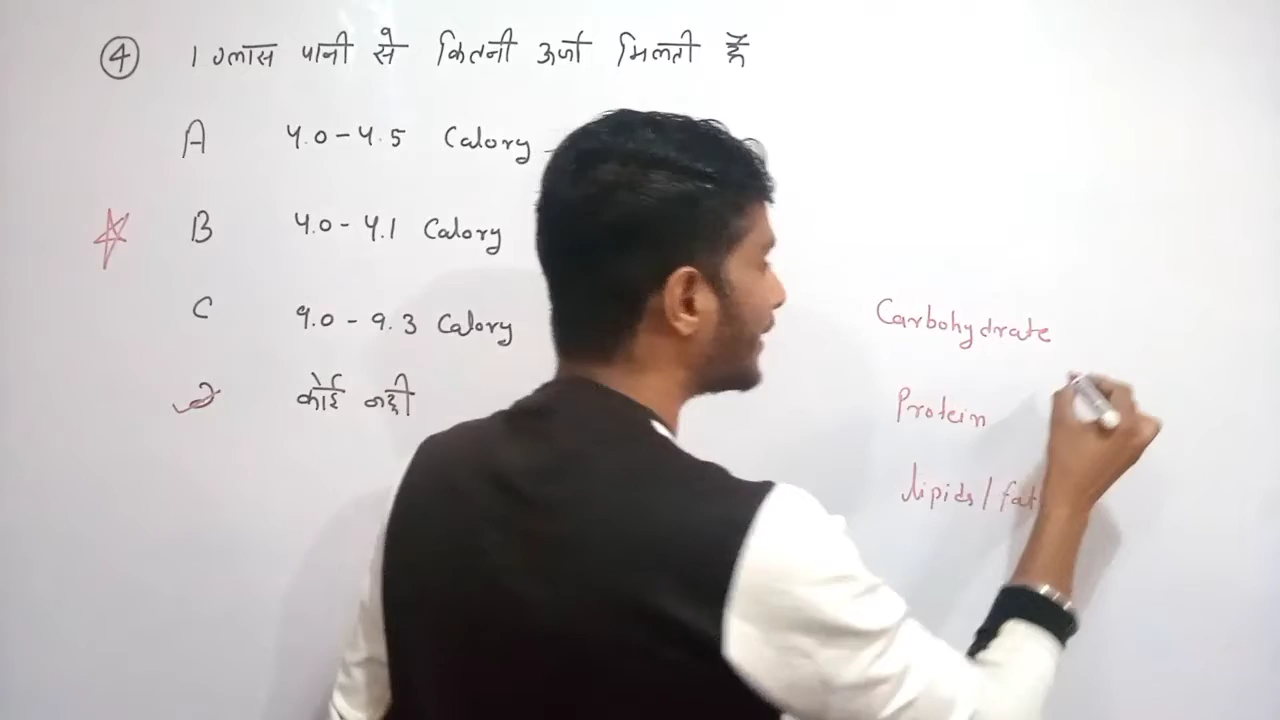 ④ 1 ग्लास पानी से कितनी ऊर्जा मिलती हैं
A 4.0-4.5 Calory
B 4.0-4.1 Calory
C 9.0-9.3 Calory
कोई नहीं
Carbohydrate
Protein
lipids/fat